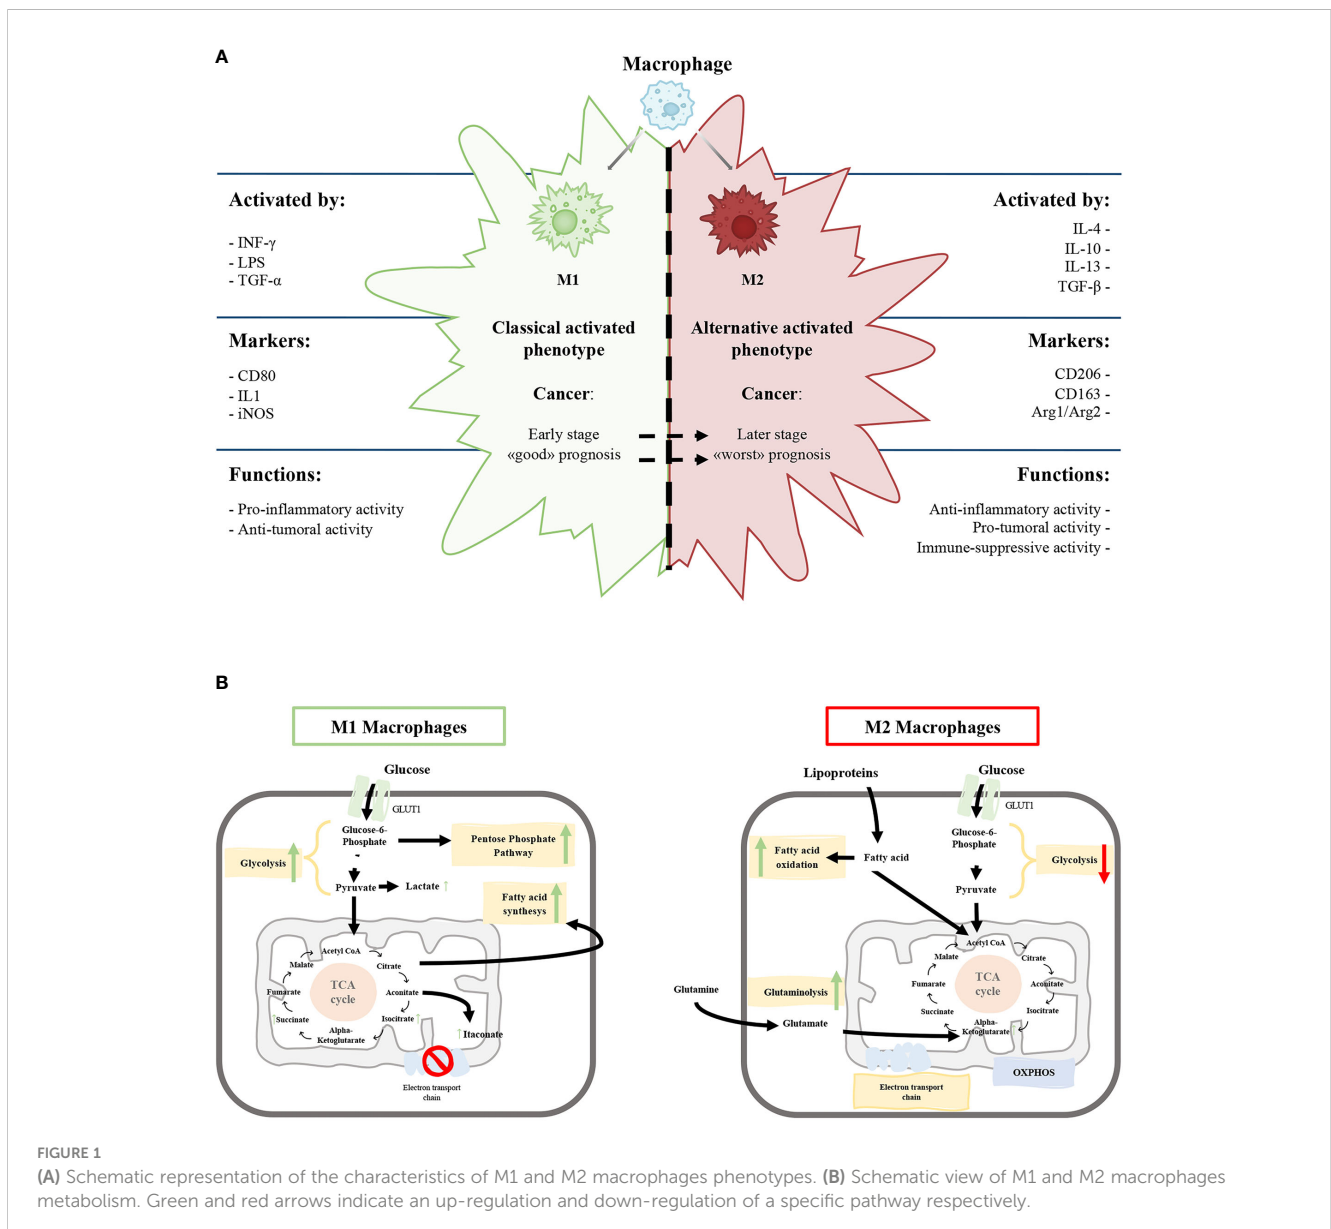 A
Macrophage
Activated by:
- INF-γ
- LPS
- TGF-α
Markers:
- CD80
- IL1
- iNOS
Functions:
- Pro-inflammatory activity
- Anti-tumoral activity
M1
Classical activated
phenotype
Cancer:
Early stage
«good» prognosis
M2
Alternative activated
phenotype
Cancer:
Later stage
«worst» prognosis
Activated by:
IL-4 -
IL-10 -
IL-13 -
TGF-β -
Markers:
CD206 -
CD163 -
Arg1/Arg2 -
Functions:
Anti-inflammatory activity -
Pro-tumoral activity -
Immune-suppressive activity -
B
M1 Macrophages
Glucose
GLUT1
Glucose-6-
Phosphate
Pentose Phosphate
Pathway
Glycolysis
Pyruvate
Lactate
Fatty acid
synthesys
Acetyl CoA
Citrate
Aconitate
Isocitrate
Alpha-
Ketoglutarate
Succinate
Fumarate
Malate
TCA
cycle
Itaconate
Electron transport
chain
M2 Macrophages
Lipoproteins
Glucose
GLUT1
Glucose-6-
Phosphate
Fatty acid
oxidation
Fatty acid
Glycolysis
Pyruvate
Acetyl CoA
Citrate
Aconitate
Isocitrate
Alpha-
Ketoglutarate
Succinate
Fumarate
Malate
TCA
cycle
Glutamine
Glutaminolysis
Glutamate
Electron transport
chain
OXPHOS
FIGURE 1
(A) Schematic representation of the characteristics of M1 and M2 macrophages phenotypes. (B) Schematic view of M1 and M2 macrophages
metabolism. Green and red arrows indicate an up-regulation and down-regulation of a specific pathway respectively.